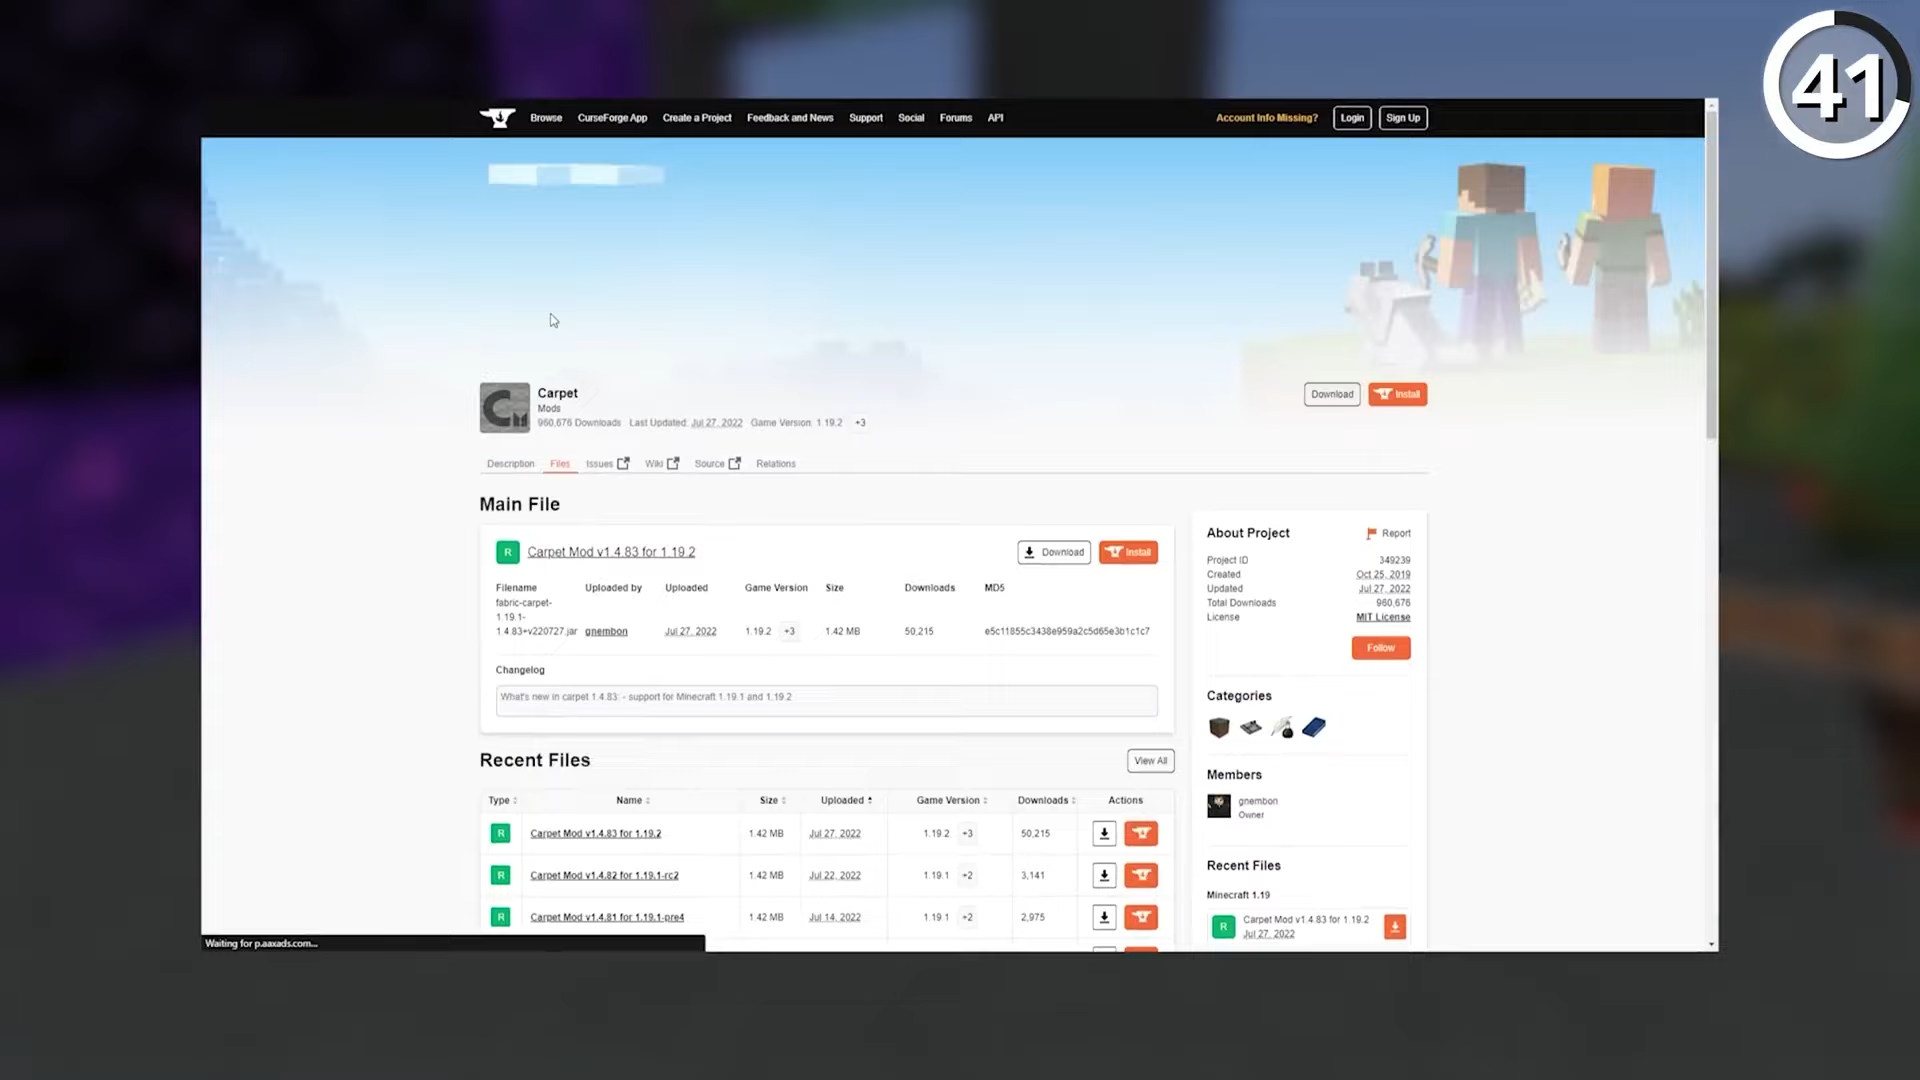 41
Browse CurseForge App Create a Project Feedback and News Support Social Forums API Account Info Missing? Login Sign Up
Carpet
Mods
960,676 Downloads Last Updated: Jul 27, 2022 Game Version: 1.19.2 +3
Download Install
Description Files Issues Wiki Source Relations
Main File
R Carpet Mod v1.4.83 for 1.19.2 Download Install
Filename Uploaded by Uploaded Game Version Size Downloads MD5
fabric-carpet-
1.19.1-
1.4.83+v220727.jar gnembon Jul 27, 2022 1.19.2 +3 1.42 MB 50,215 e5c11855c3438e959a2c5d65e3b1c1c7
Changelog
What's new in carpet 1.4.83: - support for Minecraft 1.19.1 and 1.19.2
Recent Files View All
Type Name Size Uploaded Game Version Downloads Actions
R Carpet Mod v1.4.83 for 1.19.2 1.42 MB Jul 27, 2022 1.19.2 +3 50,215
R Carpet Mod v1.4.82 for 1.19.1-rc2 1.42 MB Jul 22, 2022 1.19.1 +2 3,141
R Carpet Mod v1.4.81 for 1.19.1-pre4 1.42 MB Jul 14, 2022 1.19.1 +2 2,975
About Project Report
Project ID 349239
Created Oct 25, 2019
Updated Jul 27, 2022
Total Downloads 960,676
License MIT License
Follow
Categories
Members
gnembon
Owner
Recent Files
Minecraft 1.19
R Carpet Mod v1.4.83 for 1.19.2
Jul 27, 2022
Waiting for p.aaxads.com...